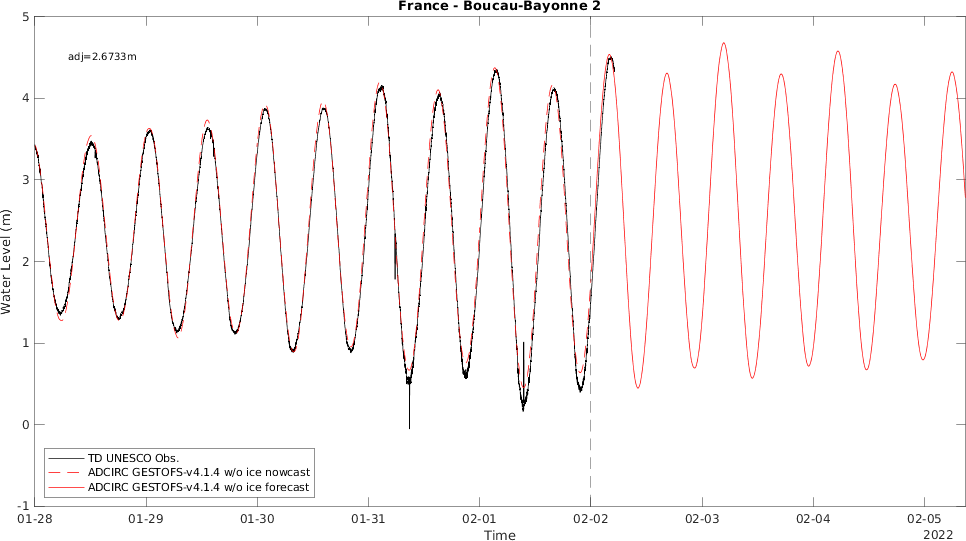 France - Boucau-Bayonne 2
adj=2.6733m
5
4
3
2
1
0
-1
Water Level (m)
TD UNESCO Obs.
ADCIRC GESTOFS-v4.1.4 w/o ice nowcast
ADCIRC GESTOFS-v4.1.4 w/o ice forecast
01-28 01-29 01-30 01-31 02-01 02-02 02-03 02-04 02-05
Time
2022